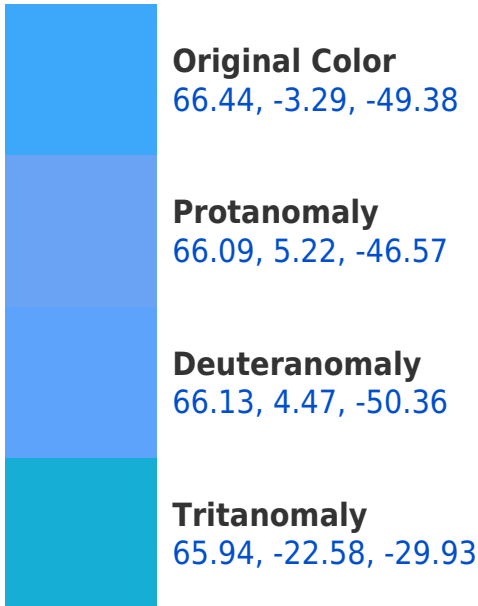 Original Color
66.44, -3.29, -49.38
Protanomaly
66.09, 5.22, -46.57
Deuteranomaly
66.13, 4.47, -50.36
Tritanomaly
65.94, -22.58, -29.93